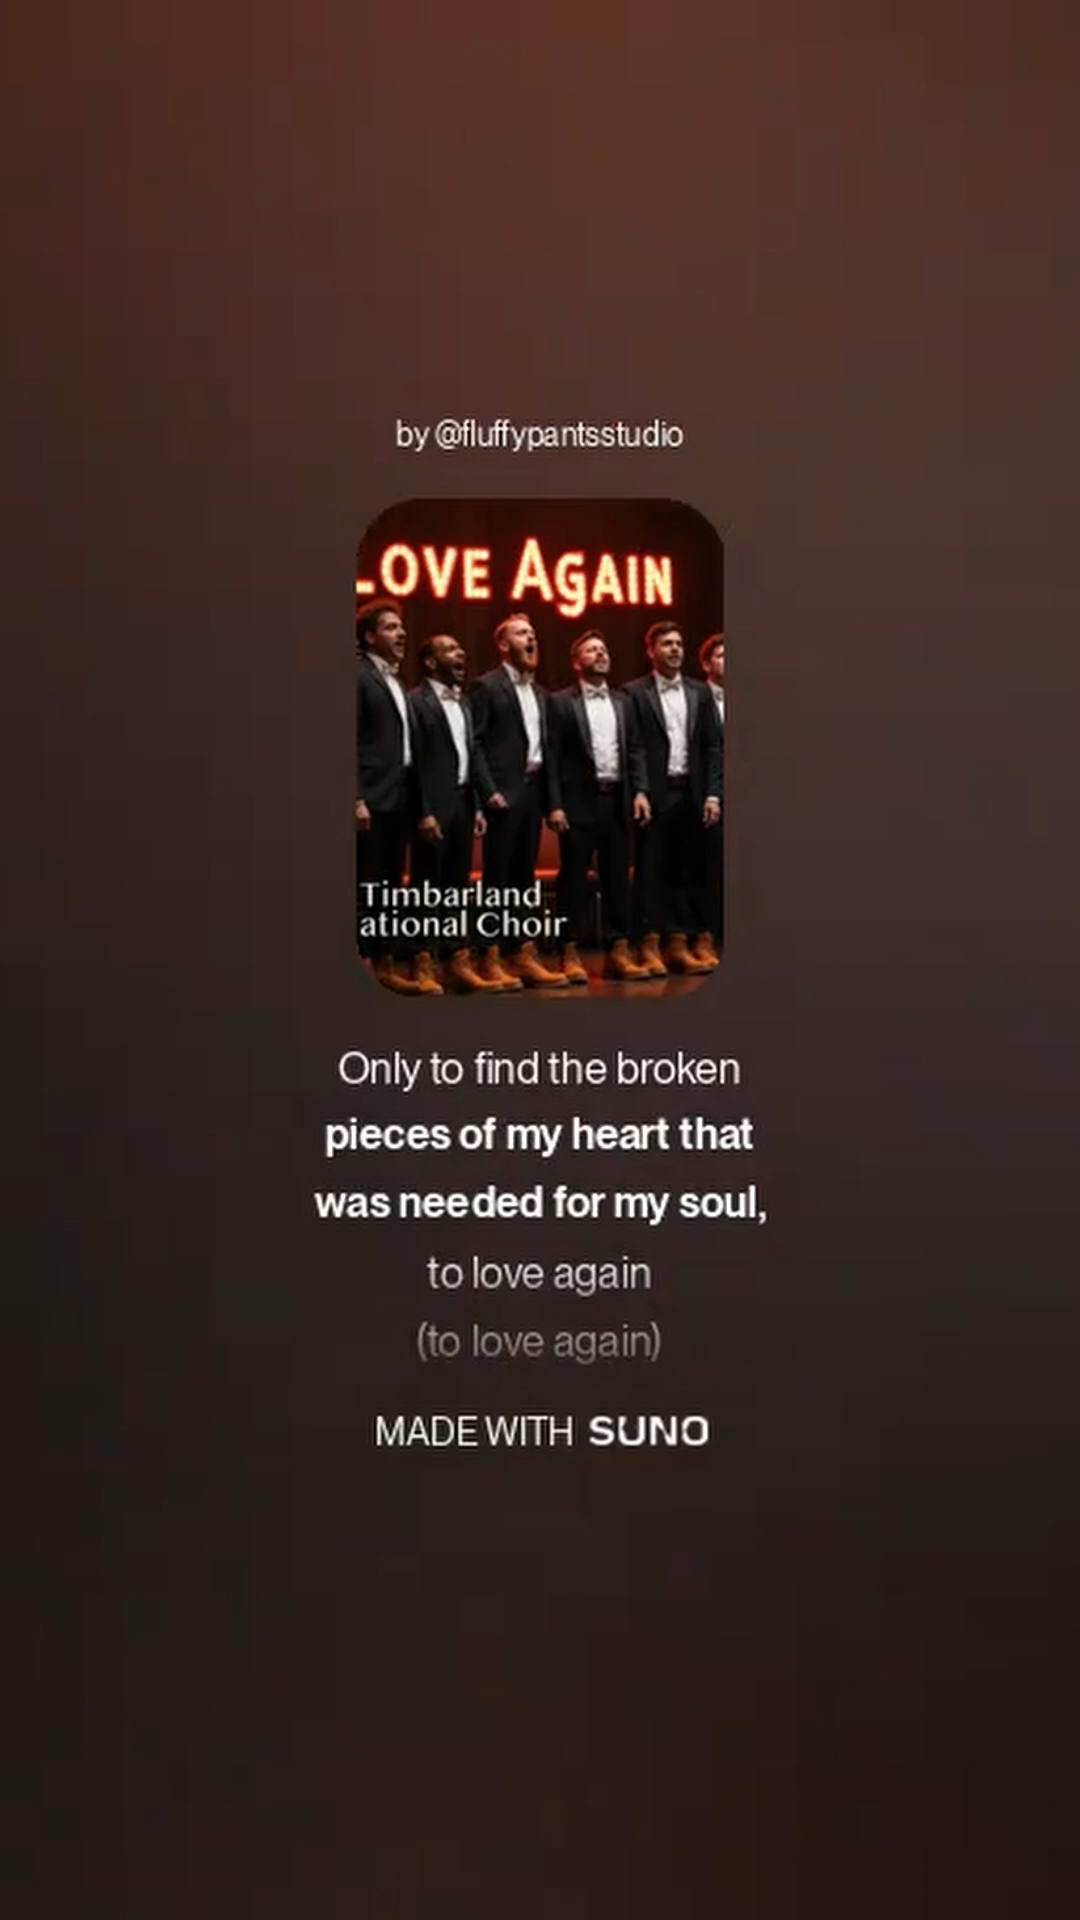 by @fluffypantsstudio
LOVE AGAIN
Timbarland
ational Choir
Only to find the broken
pieces of my heart that
was needed for my soul,
to love again
(to love again)
MADE WITH SUNO